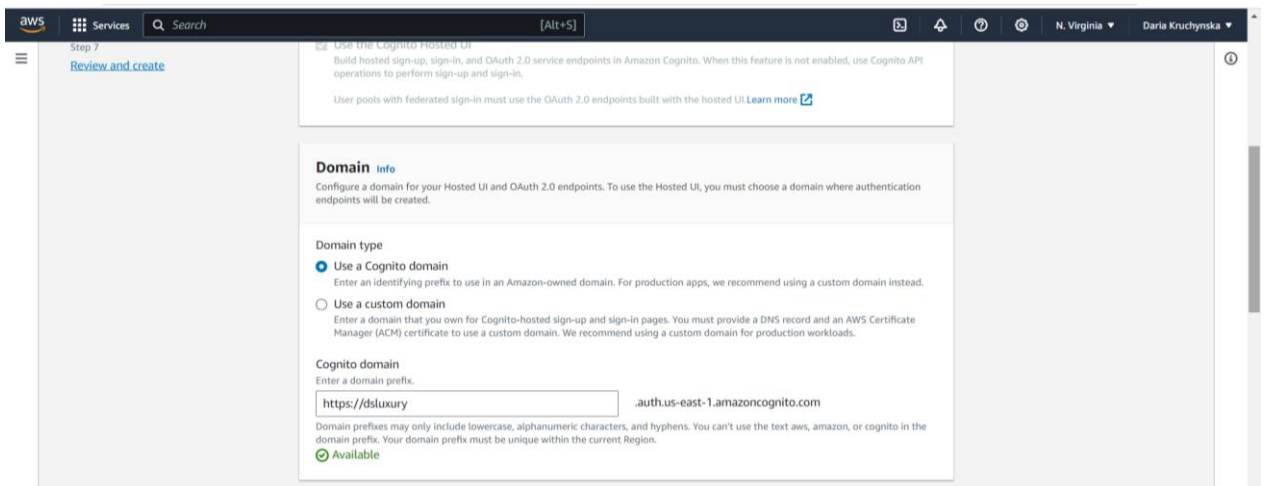 aws
Services
Search
[Alt+S]
N. Virginia
Daria Kruchynska
Step 7
Review and create
Use the Cognito Hosted UI
Build hosted sign-up, sign-in, and OAuth 2.0 service endpoints in Amazon Cognito. When this feature is not enabled, use Cognito API
operations to perform sign-up and sign-in.
User pools with federated sign-in must use the OAuth 2.0 endpoints built with the hosted UI.Learn more
Domain Info
Configure a domain for your Hosted UI and OAuth 2.0 endpoints. To use the Hosted UI, you must choose a domain where authentication
endpoints will be created.
Domain type
Use a Cognito domain
Enter an identifying prefix to use in an Amazon-owned domain. For production apps, we recommend using a custom domain instead.
Use a custom domain
Enter a domain that you own for Cognito-hosted sign-up and sign-in pages. You must provide a DNS record and an AWS Certificate
Manager (ACM) certificate to use a custom domain. We recommend using a custom domain for production workloads.
Cognito domain
Enter a domain prefix.
https://dsluxury .auth.us-east-1.amazoncognito.com
Domain prefixes may only include lowercase, alphanumeric characters, and hyphens. You can't use the text aws, amazon, or cognito in the
domain prefix. Your domain prefix must be unique within the current Region.
Available